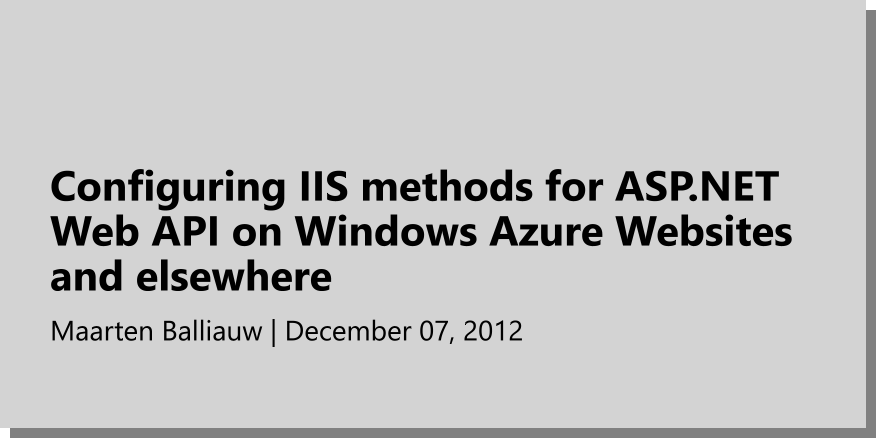 Configuring IIS methods for ASP.NET
Web API on Windows Azure Websites
and elsewhere
Maarten Balliauw | December 07, 2012